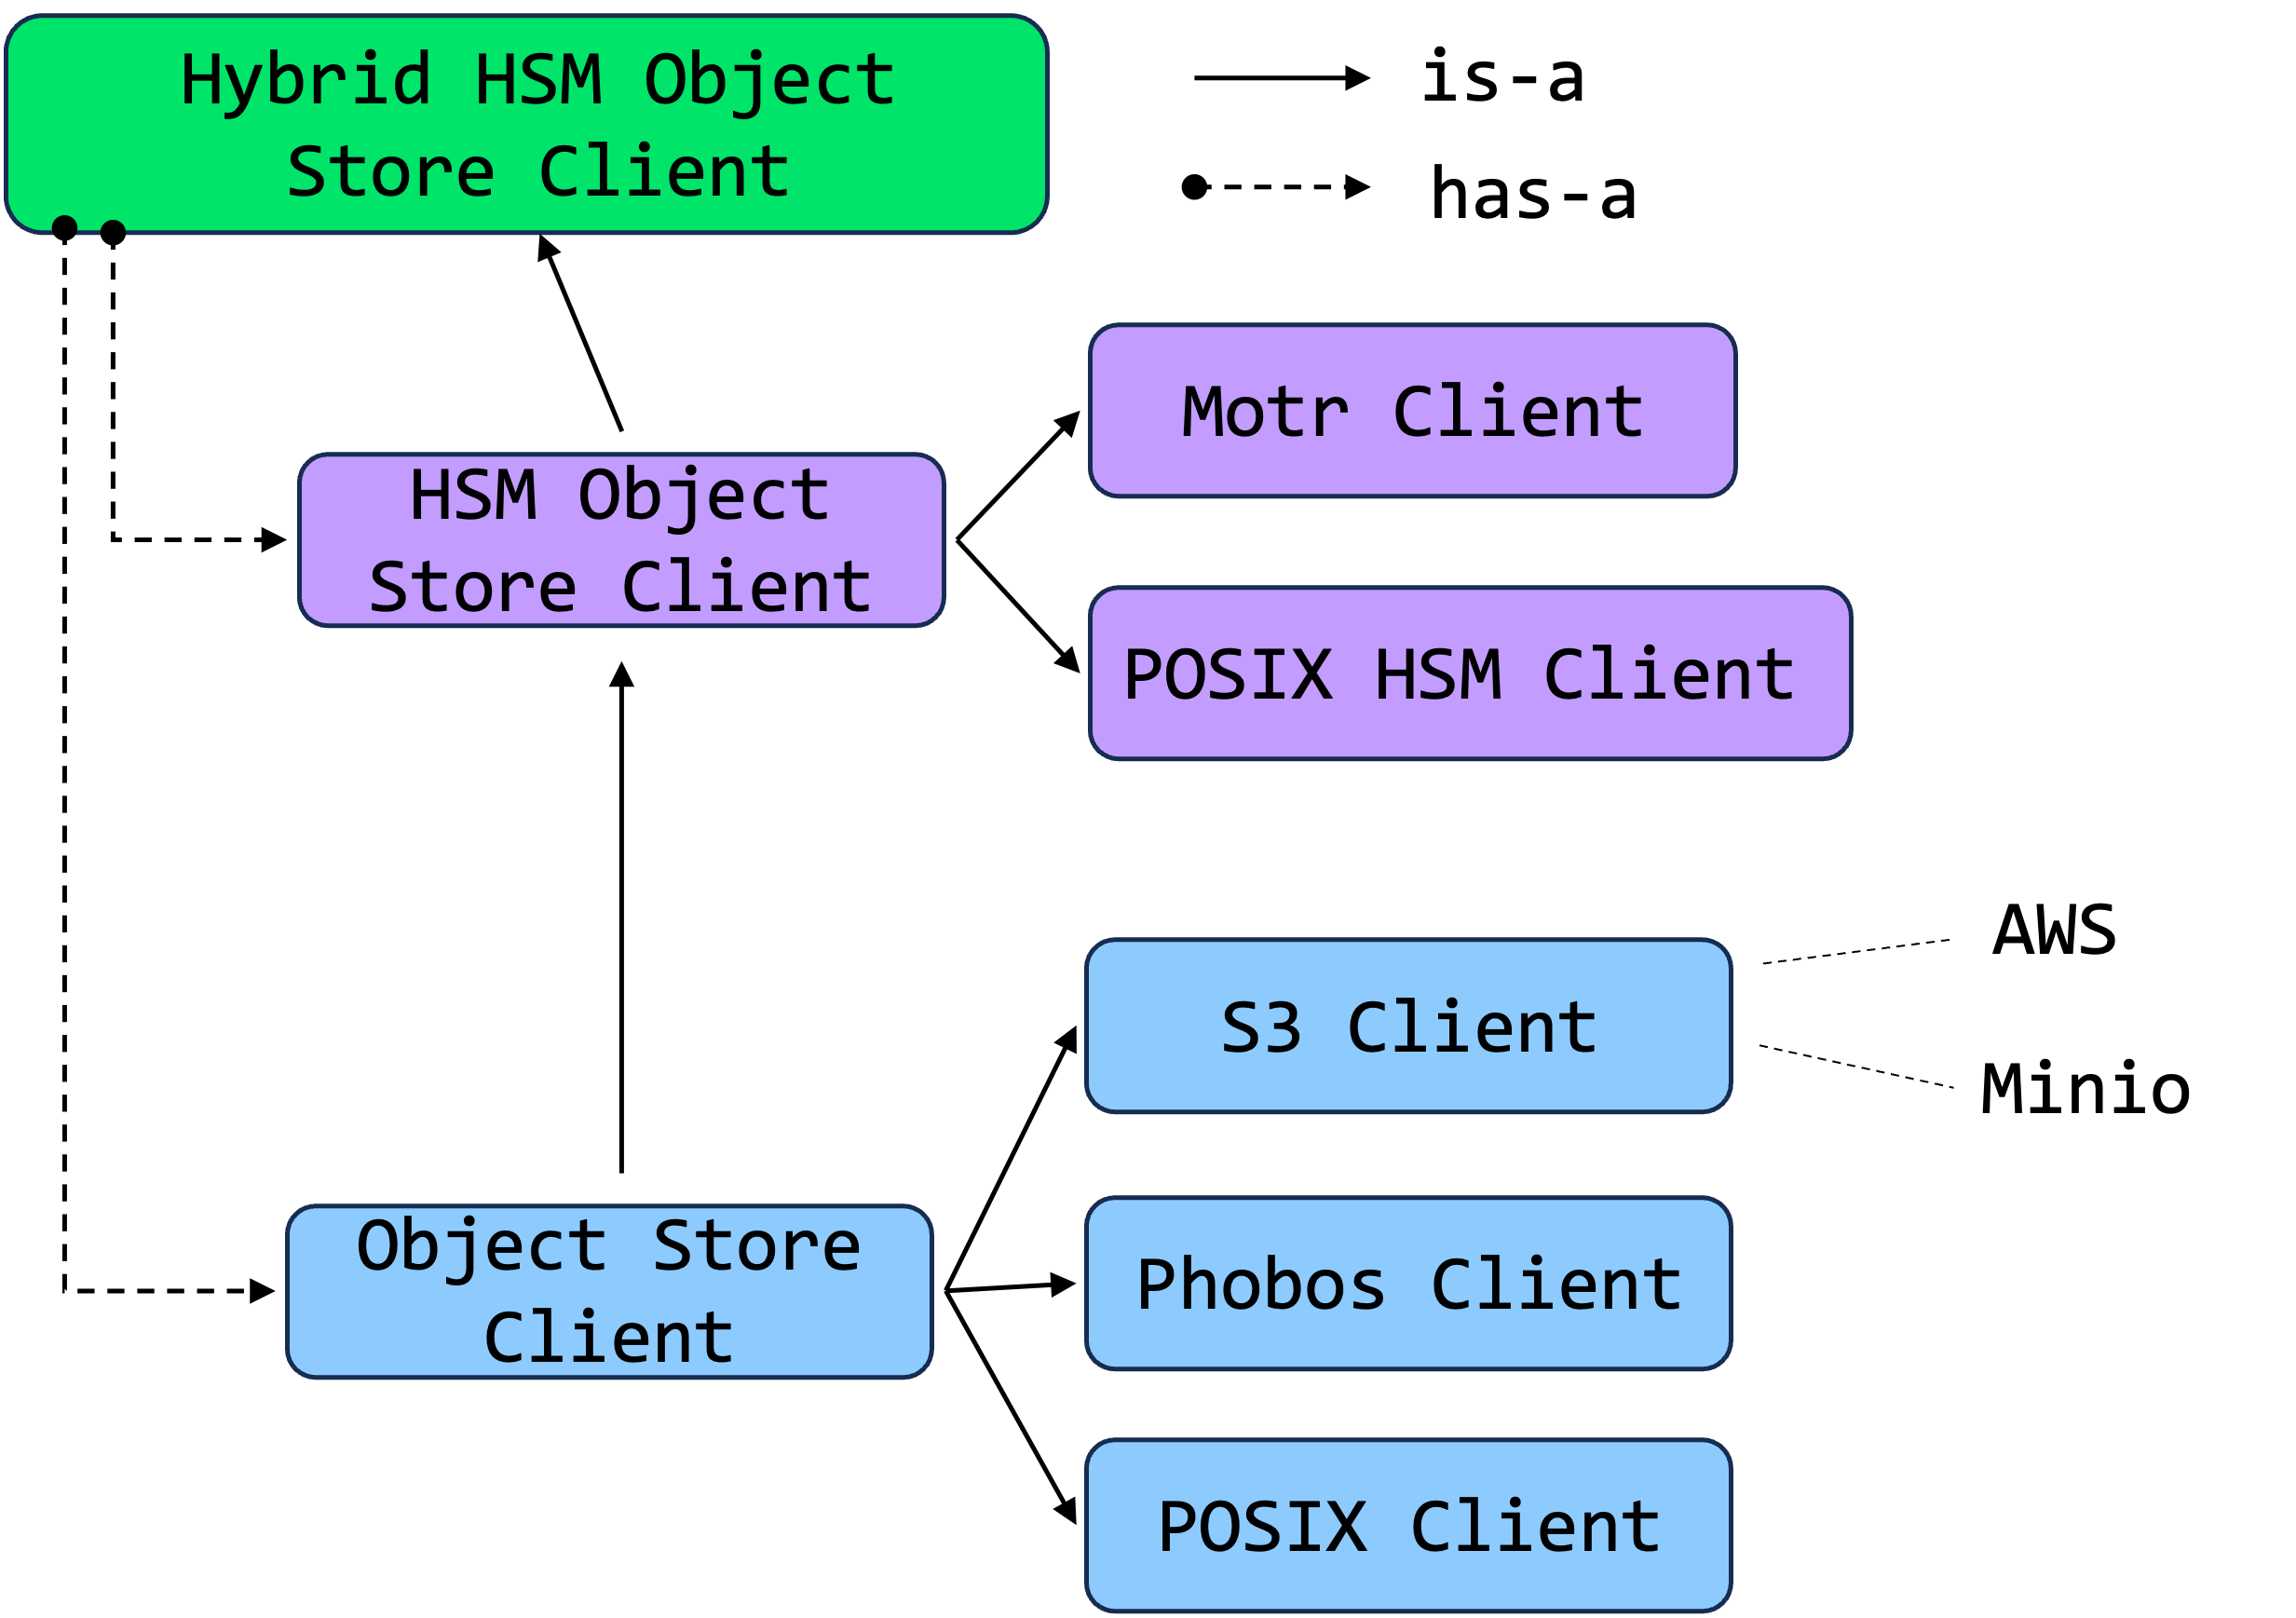 Hybrid HSM Object
Store Client
is-a
has-a
Motr Client
HSM Object
Store Client
POSIX HSM Client
AWS
S3 Client
Minio
Object Store
Client
Phobos Client
POSIX Client